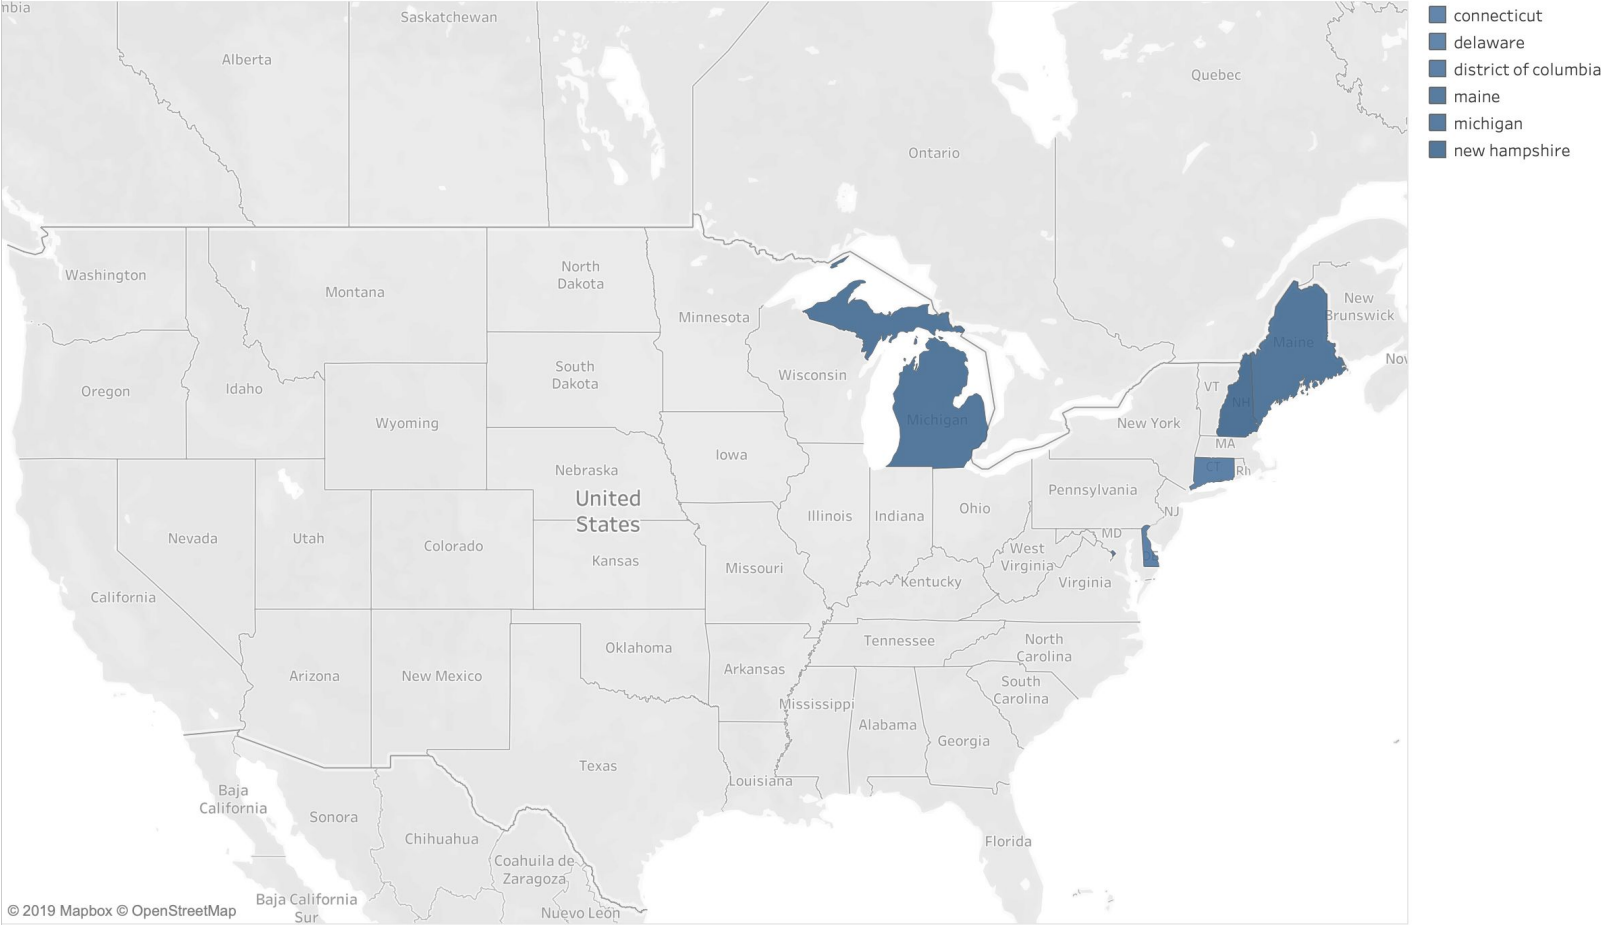 mbia
Saskatchewan
Alberta
Quebec
Ontario
Washington
North
Dakota
Montana
Minnesota
New
Brunswick
Maine
Oregon
Idaho
South
Dakota
Wisconsin
VT
Nov
NH
Wyoming
Michigan
New York
MA
Iowa
CT
RI
Nebraska
United
States
Pennsylvania
Nevada
Utah
Colorado
Kansas
Illinois
Indiana
Ohio
NJ
MD
DE
West
Virginia
Missouri
Kentucky
Virginia
California
Oklahoma
Tennessee
North
Carolina
Arizona
New Mexico
Arkansas
South
Carolina
Mississippi
Alabama
Georgia
Texas
Louisiana
Baja
California
Sonora
Chihuahua
Florida
Coahuila de
Zaragoza
Baja California
Sur
Nuevo León
© 2019 Mapbox © OpenStreetMap
connecticut
delaware
district of columbia
maine
michigan
new hampshire